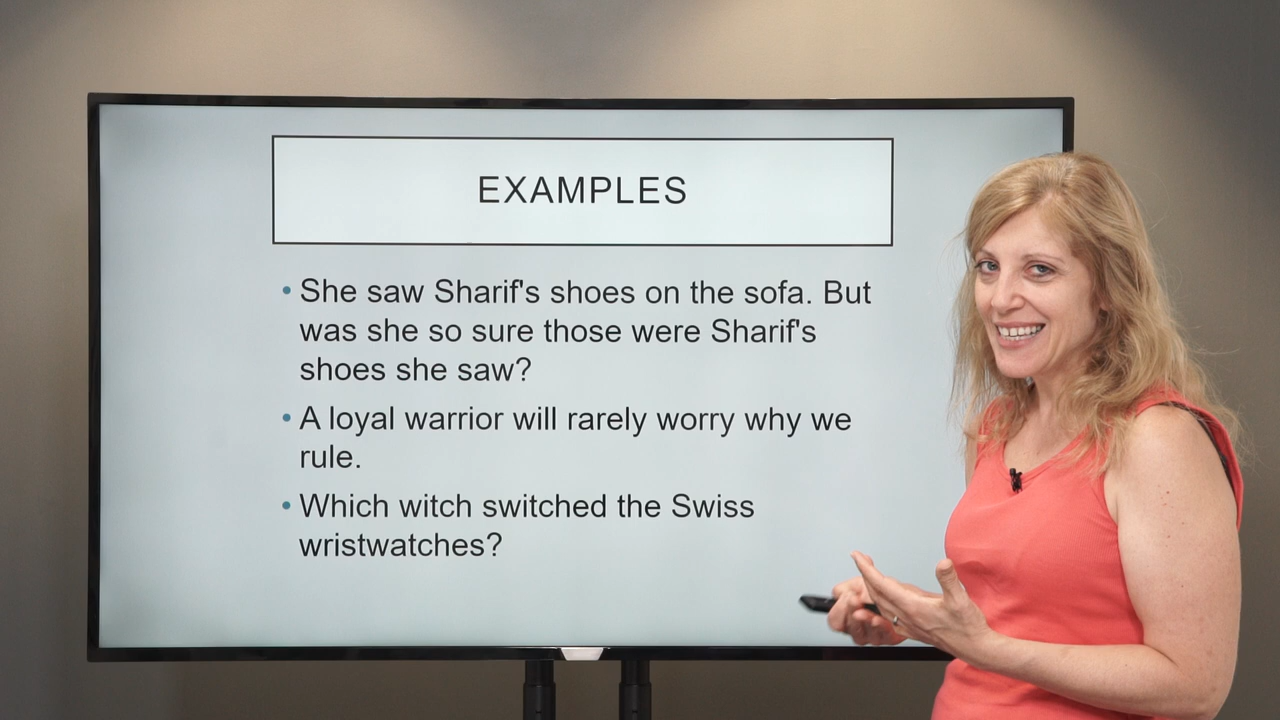 EXAMPLES
• She saw Sharif's shoes on the sofa. But
was she so sure those were Sharif's
shoes she saw?
• A loyal warrior will rarely worry why we
rule.
• Which witch switched the Swiss
wristwatches?